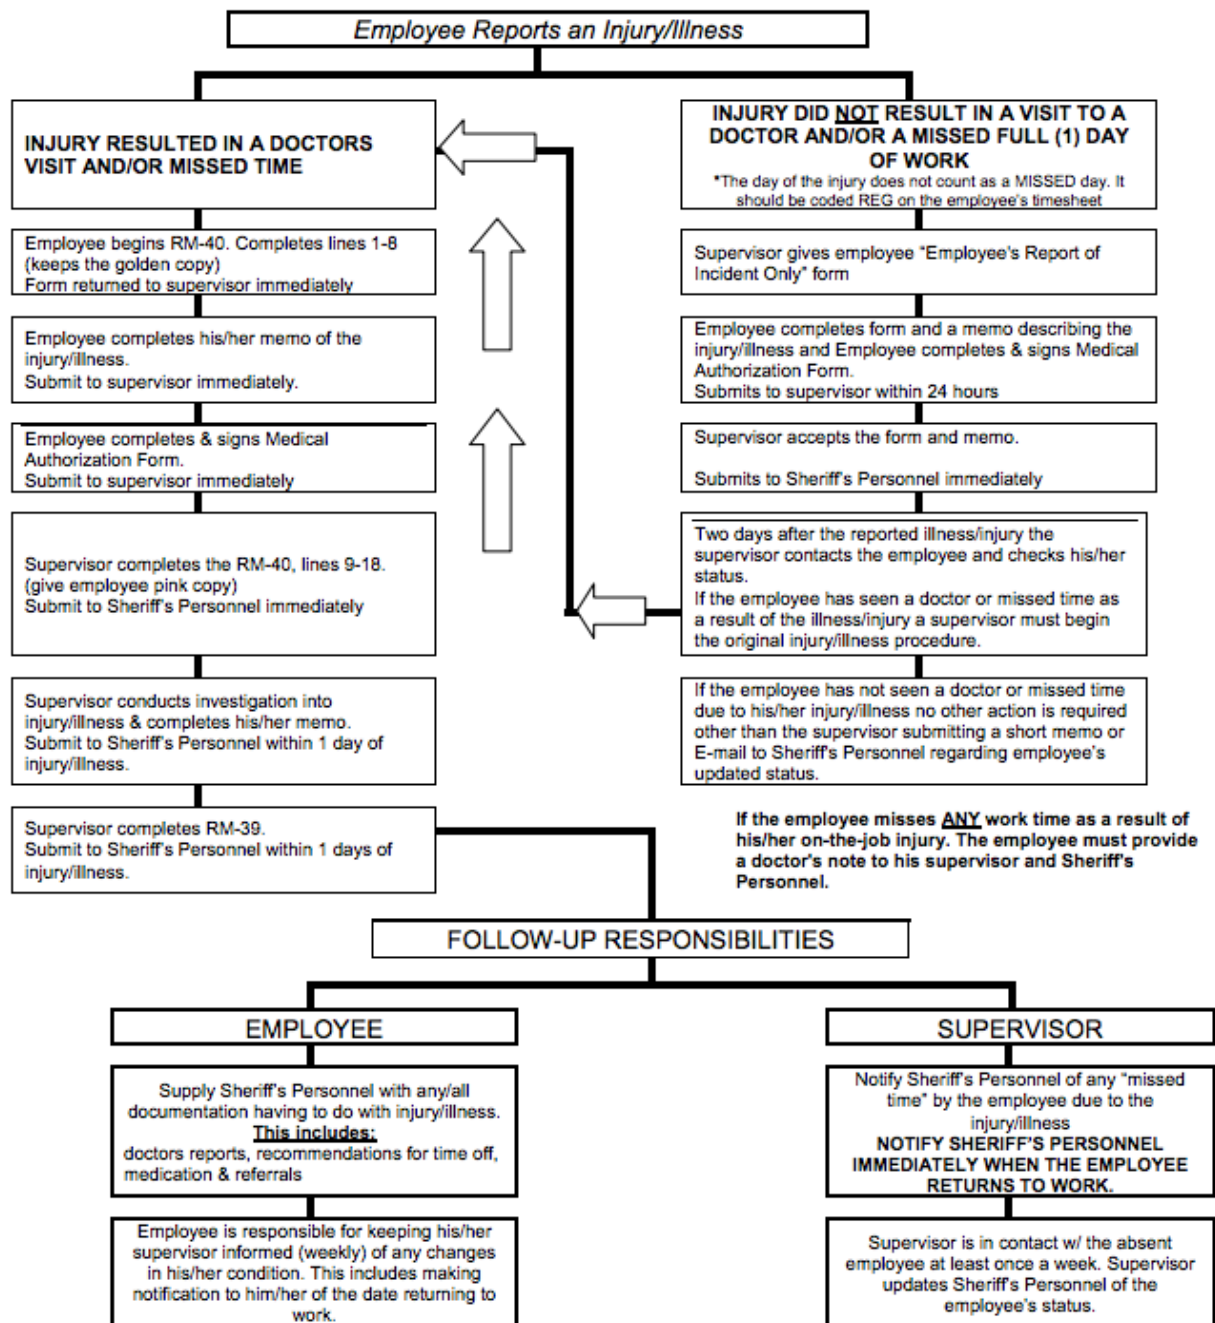 Employee Reports an Injury/Illness
INJURY RESULTED IN A DOCTORS
VISIT AND/OR MISSED TIME
Employee begins RM-40. Completes lines 1-8
(keeps the golden copy)
Form returned to supervisor immediately
Employee completes his/her memo of the
injury/illness.
Submit to supervisor immediately.
Employee completes & signs Medical
Authorization Form.
Submit to supervisor immediately
Supervisor completes the RM-40, lines 9-18.
(give employee pink copy)
Submit to Sheriff's Personnel immediately
Supervisor conducts investigation into
injury/illness & completes his/her memo.
Submit to Sheriff's Personnel within 1 day of
injury/illness.
Supervisor completes RM-39.
Submit to Sheriff's Personnel within 1 days of
injury/illness.
INJURY DID NOT RESULT IN A VISIT TO A
DOCTOR AND/OR A MISSED FULL (1) DAY
OF WORK
*The day of the injury does not count as a MISSED day. It
should be coded REG on the employee's timesheet
Supervisor gives employee "Employee's Report of
Incident Only" form
Employee completes form and a memo describing the
injury/illness and Employee completes & signs Medical
Authorization Form.
Submits to supervisor within 24 hours
Supervisor accepts the form and memo.
Submits to Sheriff's Personnel immediately
Two days after the reported illness/injury the
supervisor contacts the employee and checks his/her
status.
If the employee has seen a doctor or missed time as
a result of the illness/injury a supervisor must begin
the original injury/illness procedure.
If the employee has not seen a doctor or missed time
due to his/her injury/illness no other action is required
other than the supervisor submitting a short memo or
E-mail to Sheriff's Personnel regarding employee's
updated status.
If the employee misses ANY work time as a result of
his/her on-the-job injury. The employee must provide
a doctor's note to his supervisor and Sheriff's
Personnel.
FOLLOW-UP RESPONSIBILITIES
EMPLOYEE
Supply Sheriff's Personnel with any/all
documentation having to do with injury/illness.
This includes:
doctors reports, recommendations for time off,
medication & referrals
Employee is responsible for keeping his/her
supervisor informed (weekly) of any changes
in his/her condition. This includes making
notification to him/her of the date returning to
work.
SUPERVISOR
Notify Sheriff's Personnel of any "missed
time" by the employee due to the
injury/illness
NOTIFY SHERIFF'S PERSONNEL
IMMEDIATELY WHEN THE EMPLOYEE
RETURNS TO WORK.
Supervisor is in contact w/ the absent
employee at least once a week. Supervisor
updates Sheriff's Personnel of the
employee's status.